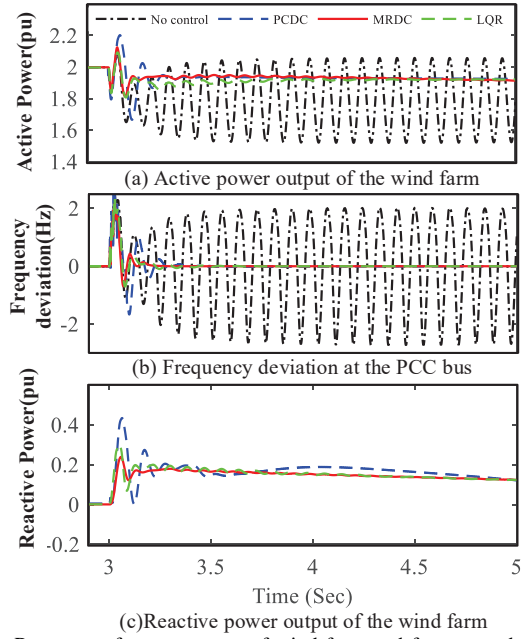 No control PCDC MRDC LQR
Active Power(pu)
2.2
2
1.8
1.6
1.4
(a) Active power output of the wind farm
Frequency
deviation(Hz)
2
0
-2
(b) Frequency deviation at the PCC bus
Reactive Power(pu)
0.4
0.2
0
-0.2
3 3.5 4 4.5 5
Time (Sec)
(c)Reactive power output of the wind farm